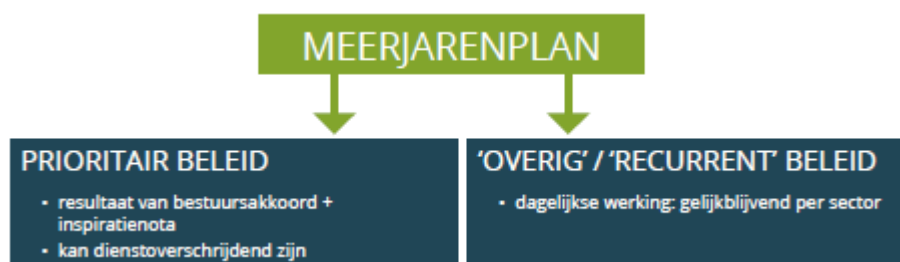 MEERJARENPLAN
PRIORITAIR BELEID
• resultaat van bestuursakkoord +
inspiratienota
• kan dienstoverschrijdend zijn
‘OVERIG’ / ‘RECURRENT’ BELEID
• dagelijkse werking: gelijkblijvend per sector